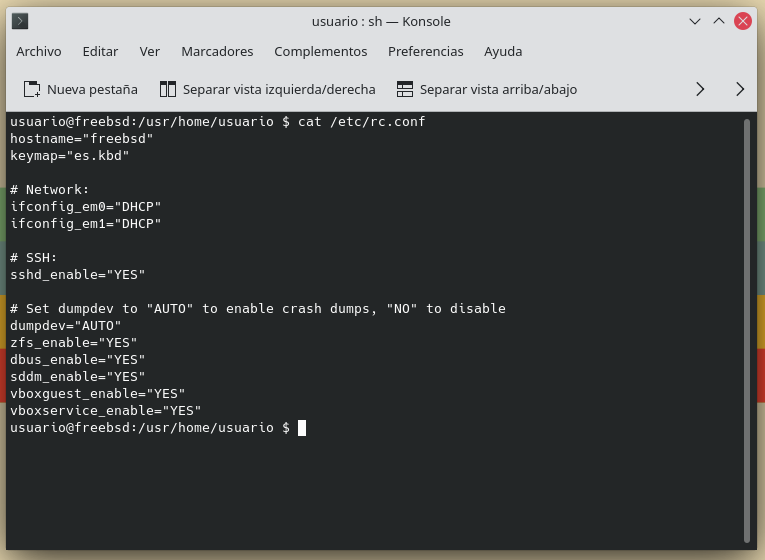 usuario : sh — Konsole
Archivo Editar Ver Marcadores Complementos Preferencias Ayuda
Nueva pestaña Separar vista izquierda/derecha Separar vista arriba/abajo
usuario@freebsd:/usr/home/usuario $ cat /etc/rc.conf
hostname="freebsd"
keymap="es.kbd"

# Network:
ifconfig_em0="DHCP"
ifconfig_em1="DHCP"

# SSH:
sshd_enable="YES"

# Set dumpdev to "AUTO" to enable crash dumps, "NO" to disable
dumpdev="AUTO"
zfs_enable="YES"
dbus_enable="YES"
sddm_enable="YES"
vboxguest_enable="YES"
vboxservice_enable="YES"
usuario@freebsd:/usr/home/usuario $